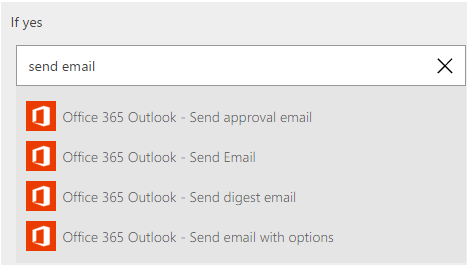 If yes
send email
Office 365 Outlook - Send approval email
Office 365 Outlook - Send Email
Office 365 Outlook - Send digest email
Office 365 Outlook - Send email with options